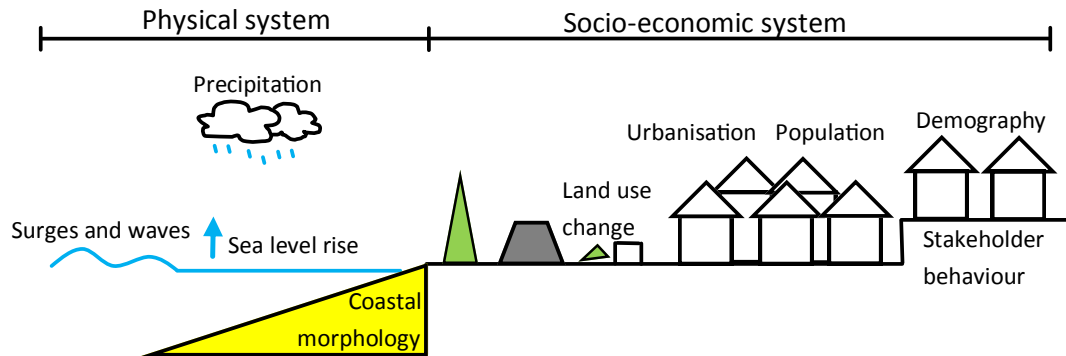 Physical system
Socio-economic system
Precipitation
Urbanisation
Population
Demography
Land use
change
Surges and waves
Sea level rise
Stakeholder
behaviour
Coastal
morphology